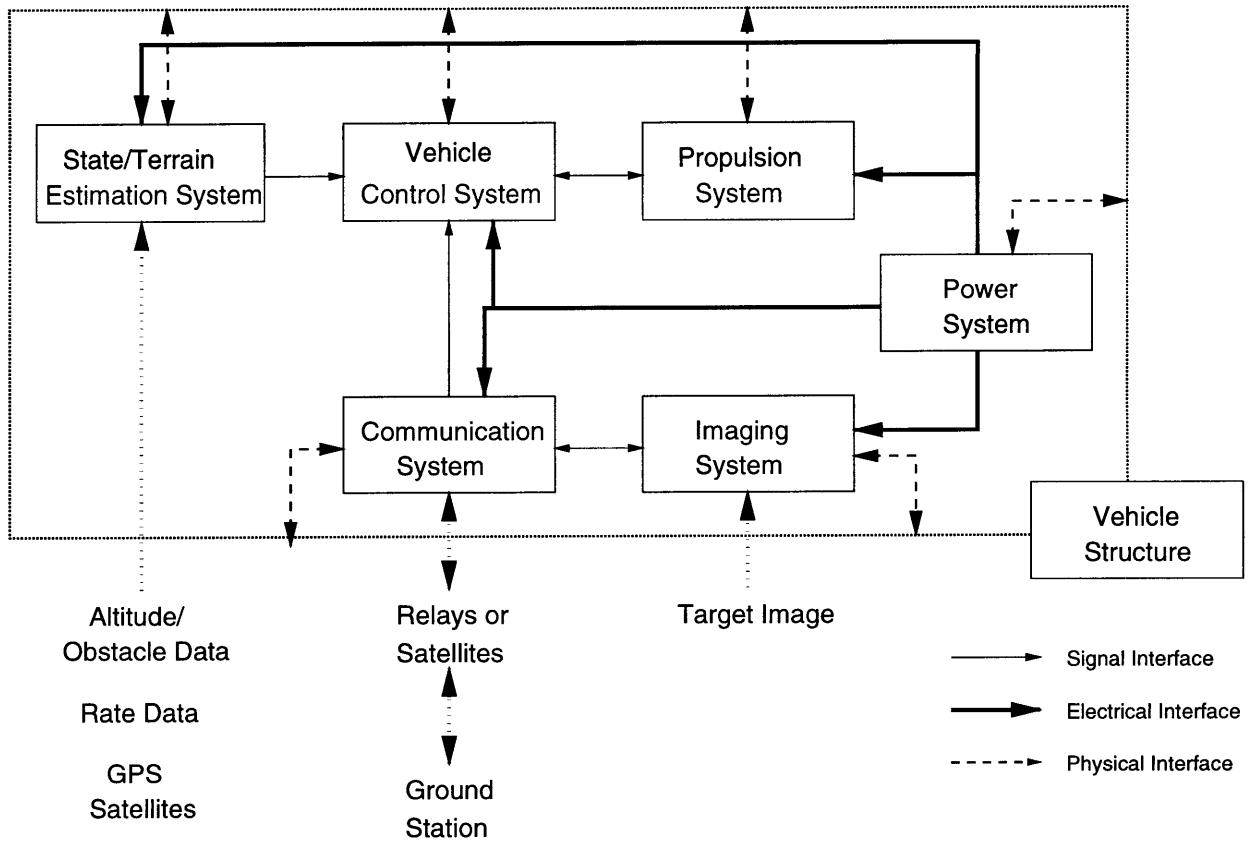 State/Terrain
Estimation System
Vehicle
Control System
Propulsion
System
Power
System
Communication
System
Imaging
System
Vehicle
Structure
Altitude/
Obstacle Data
Rate Data
GPS
Satellites
Relays or
Satellites
Ground
Station
Target Image
Signal Interface
Electrical Interface
Physical Interface